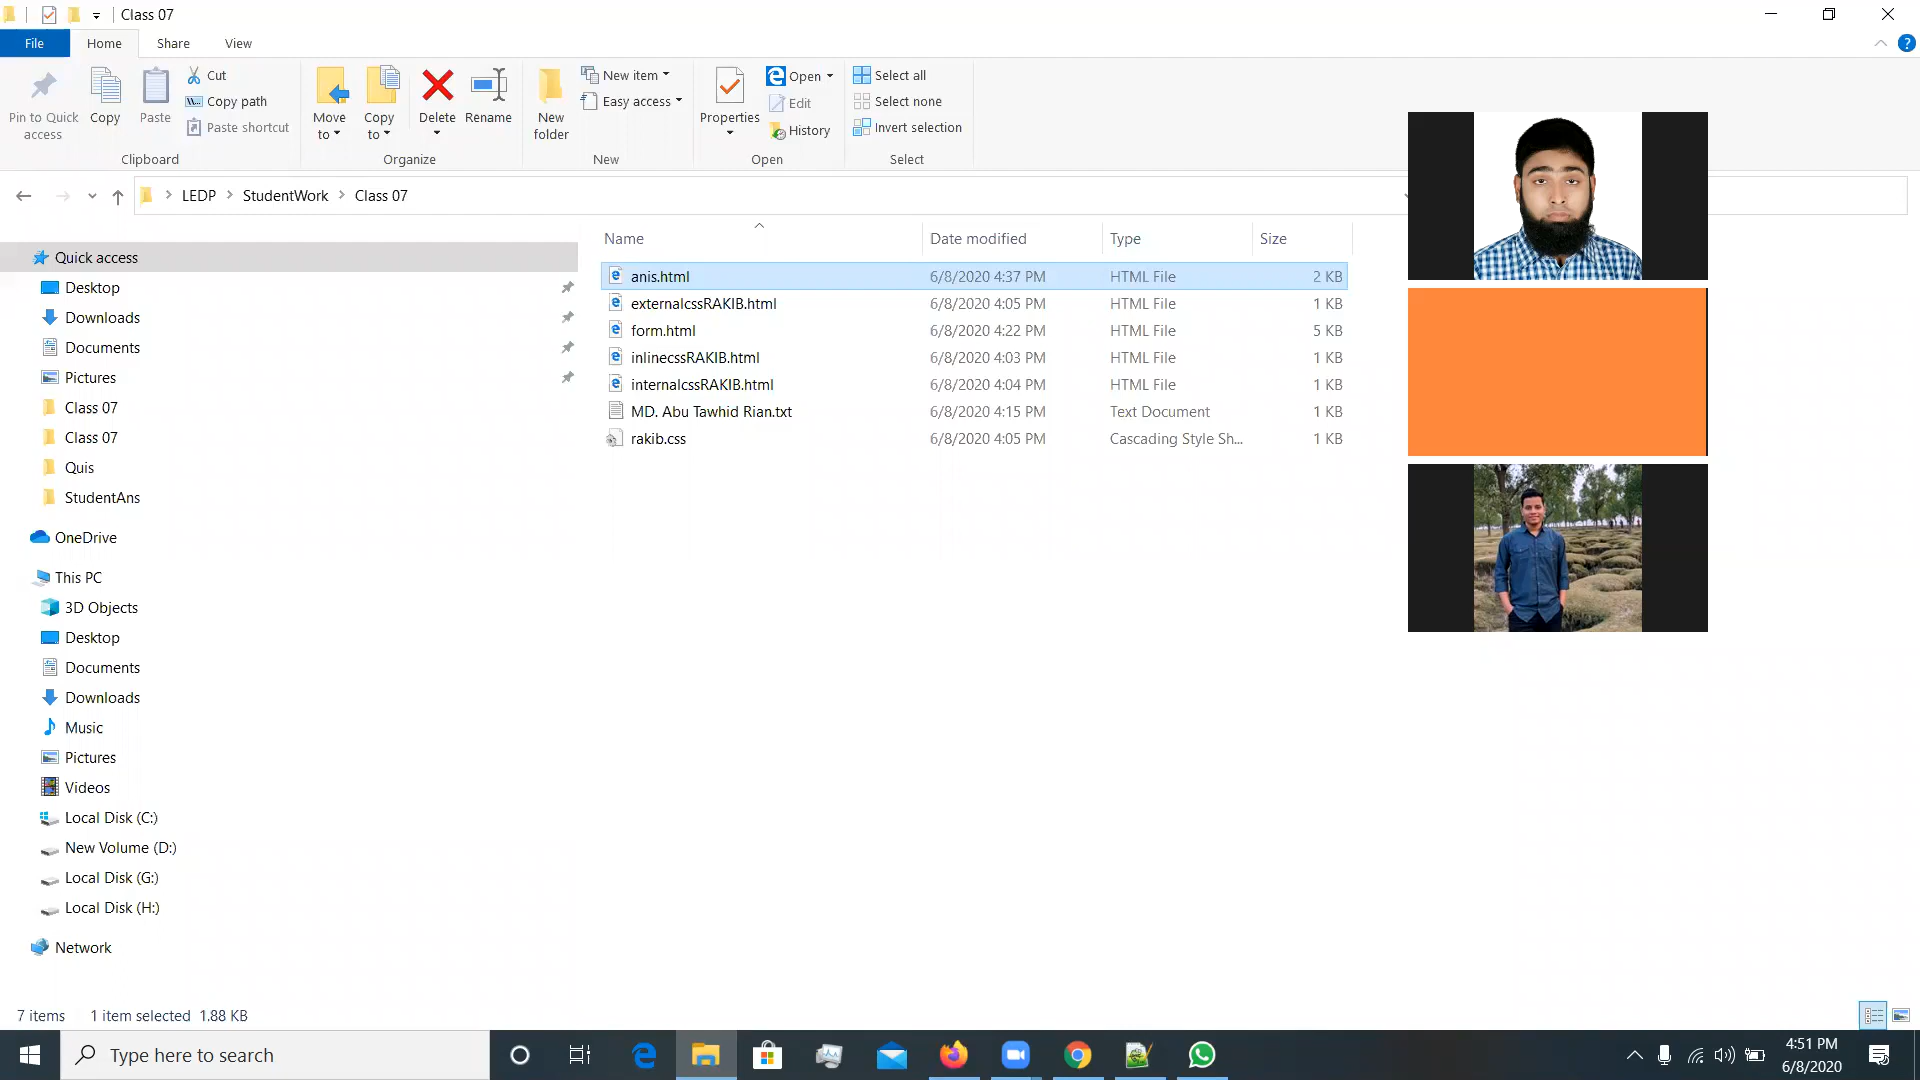 Class 07
File Home Share View
Pin to Quick access
Copy
Paste
Cut
Copy path
Paste shortcut
Clipboard
Move to
Copy to
Delete
Rename
Organize
New folder
New item
Easy access
New
Properties
Open
Edit
History
Open
Select all
Select none
Invert selection
Select
LEDP StudentWork Class 07
Name Date modified Type Size
anis.html 6/8/2020 4:37 PM HTML File 2 KB
externalcssRAKIB.html 6/8/2020 4:05 PM HTML File 1 KB
form.html 6/8/2020 4:22 PM HTML File 5 KB
inlinecssRAKIB.html 6/8/2020 4:03 PM HTML File 1 KB
internalcssRAKIB.html 6/8/2020 4:04 PM HTML File 1 KB
MD. Abu Tawhid Rian.txt 6/8/2020 4:15 PM Text Document 1 KB
rakib.css 6/8/2020 4:05 PM Cascading Style Sh... 1 KB
Quick access
Desktop
Downloads
Documents
Pictures
Class 07
Class 07
Quis
StudentAns
OneDrive
This PC
3D Objects
Desktop
Documents
Downloads
Music
Pictures
Videos
Local Disk (C:)
New Volume (D:)
Local Disk (G:)
Local Disk (H:)
Network
7 items 1 item selected 1.88 KB
Type here to search
4:51 PM
6/8/2020